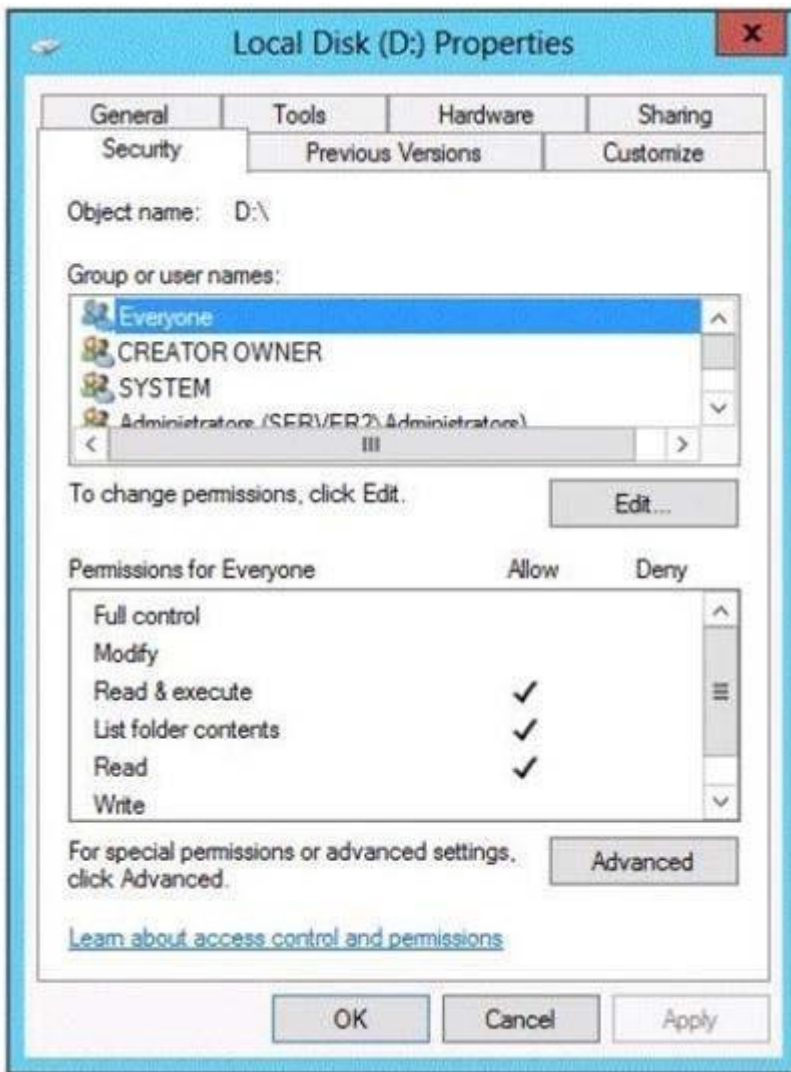 Local Disk (D:) Properties
x
General Tools Hardware Sharing
Security Previous Versions Customize
Object name: D:\
Group or user names:
Everyone
CREATOR OWNER
SYSTEM
Administrators (SERVER2\Administrators)
To change permissions, click Edit.
Edit...
Permissions for Everyone Allow Deny
Full control
Modify
Read & execute
List folder contents
Read
Write
For special permissions or advanced settings,
click Advanced.
Advanced
Learn about access control and permissions
OK Cancel Apply